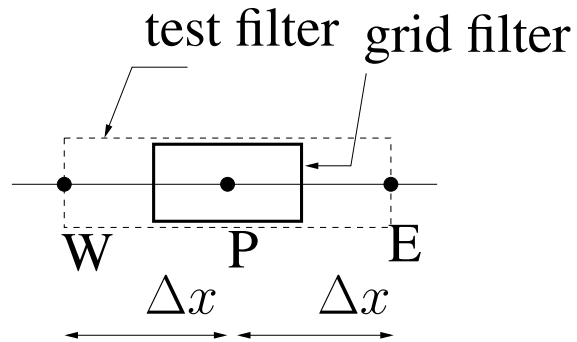 test filter
grid filter
W
P
E
Δx
Δx